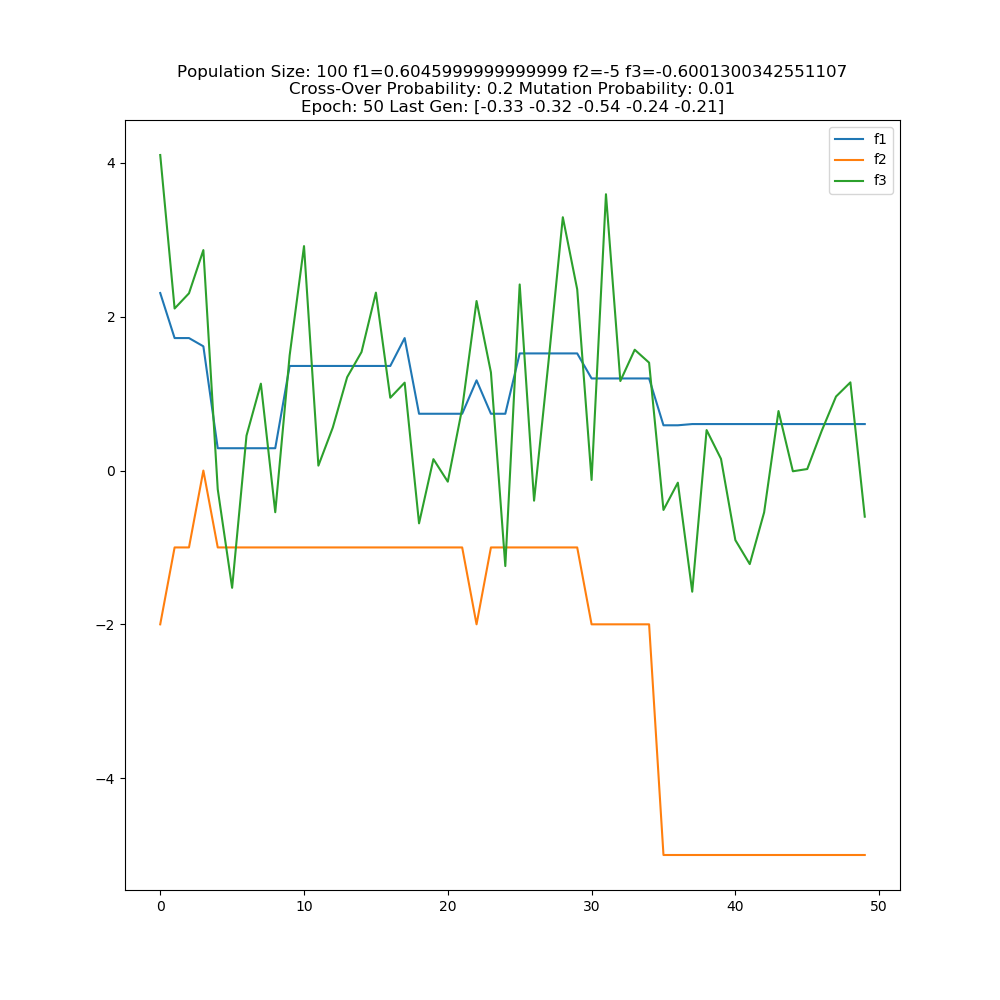 Population Size: 100 f1=0.6045999999999999 f2=-5 f3=-0.6001300342551107
Cross-Over Probability: 0.2 Mutation Probability: 0.01
Epoch: 50 Last Gen: [-0.33 -0.32 -0.54 -0.24 -0.21]
f1
f2
f3
4
2
0
−2
−4
0 10 20 30 40 50